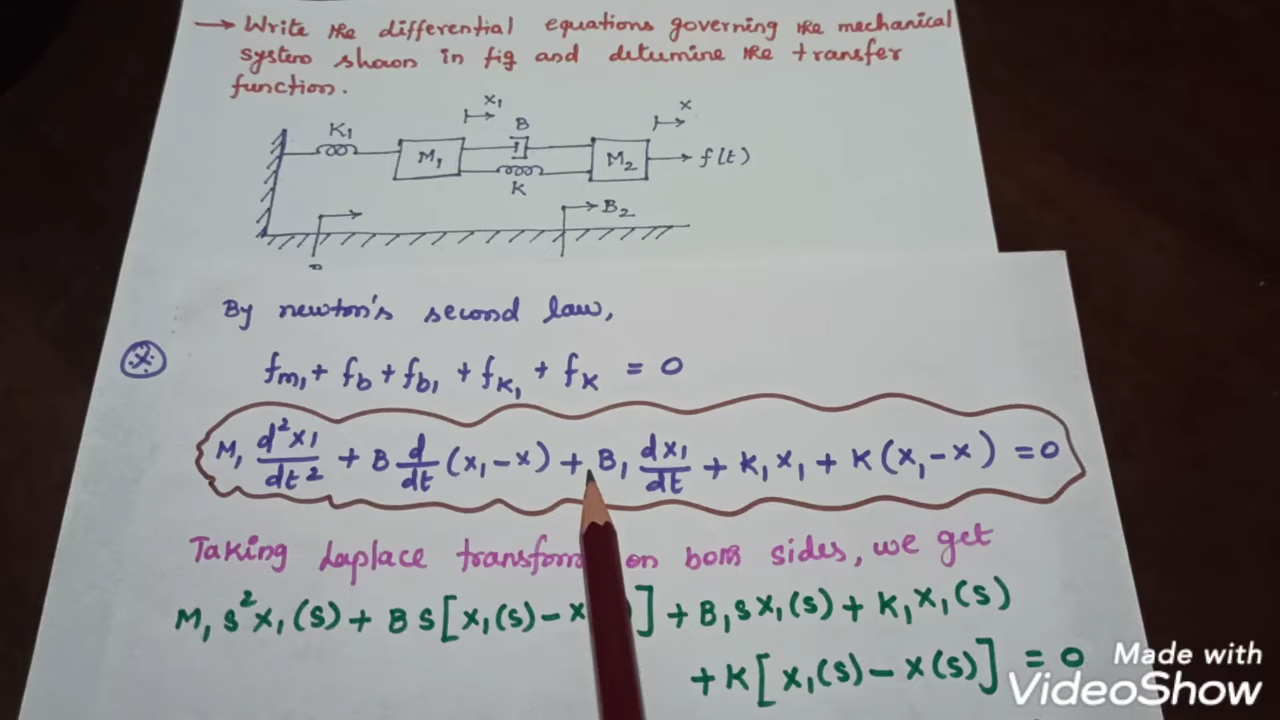 → Write the differential equations governing the mechanical
system shown in fig and detumine the transfer
function.
K₁ M₁ x₁ B K M₂ x f(t)
B₂
By newton's second law,
fm₁ + fb + fb₁ + fK₁ + fK = 0
M₁ d²x₁/dt² + B d/dt (x₁ - x) + B₁ dx₁/dt + K₁x₁ + K(x₁ - x) = 0
Taking Laplace transform on both sides, we get
M₁ s² x₁(s) + B s[x₁(s) - x ] + B₁ s x₁(s) + K₁ x₁(s)
+ K[x₁(s) - x(s)] = 0
Made with
VideoShow